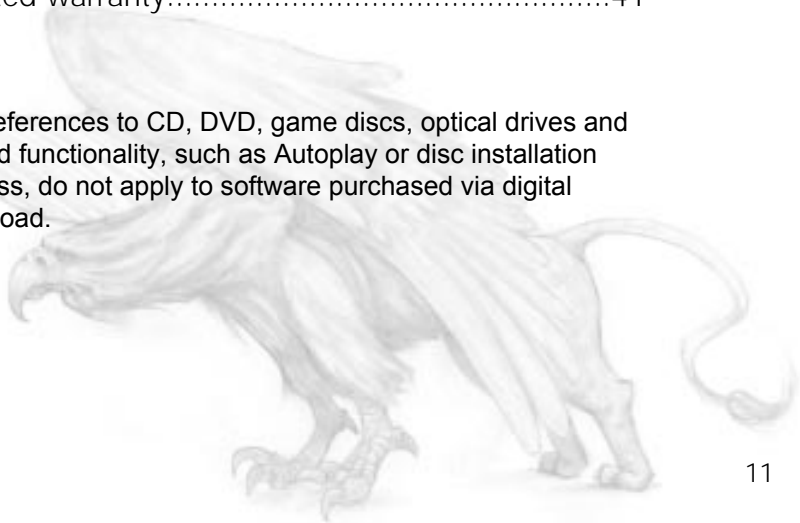 ed warranty..................................................41
eferences to CD, DVD, game discs, optical drives and
d functionality, such as Autoplay or disc installation
ss, do not apply to software purchased via digital
oad.
11